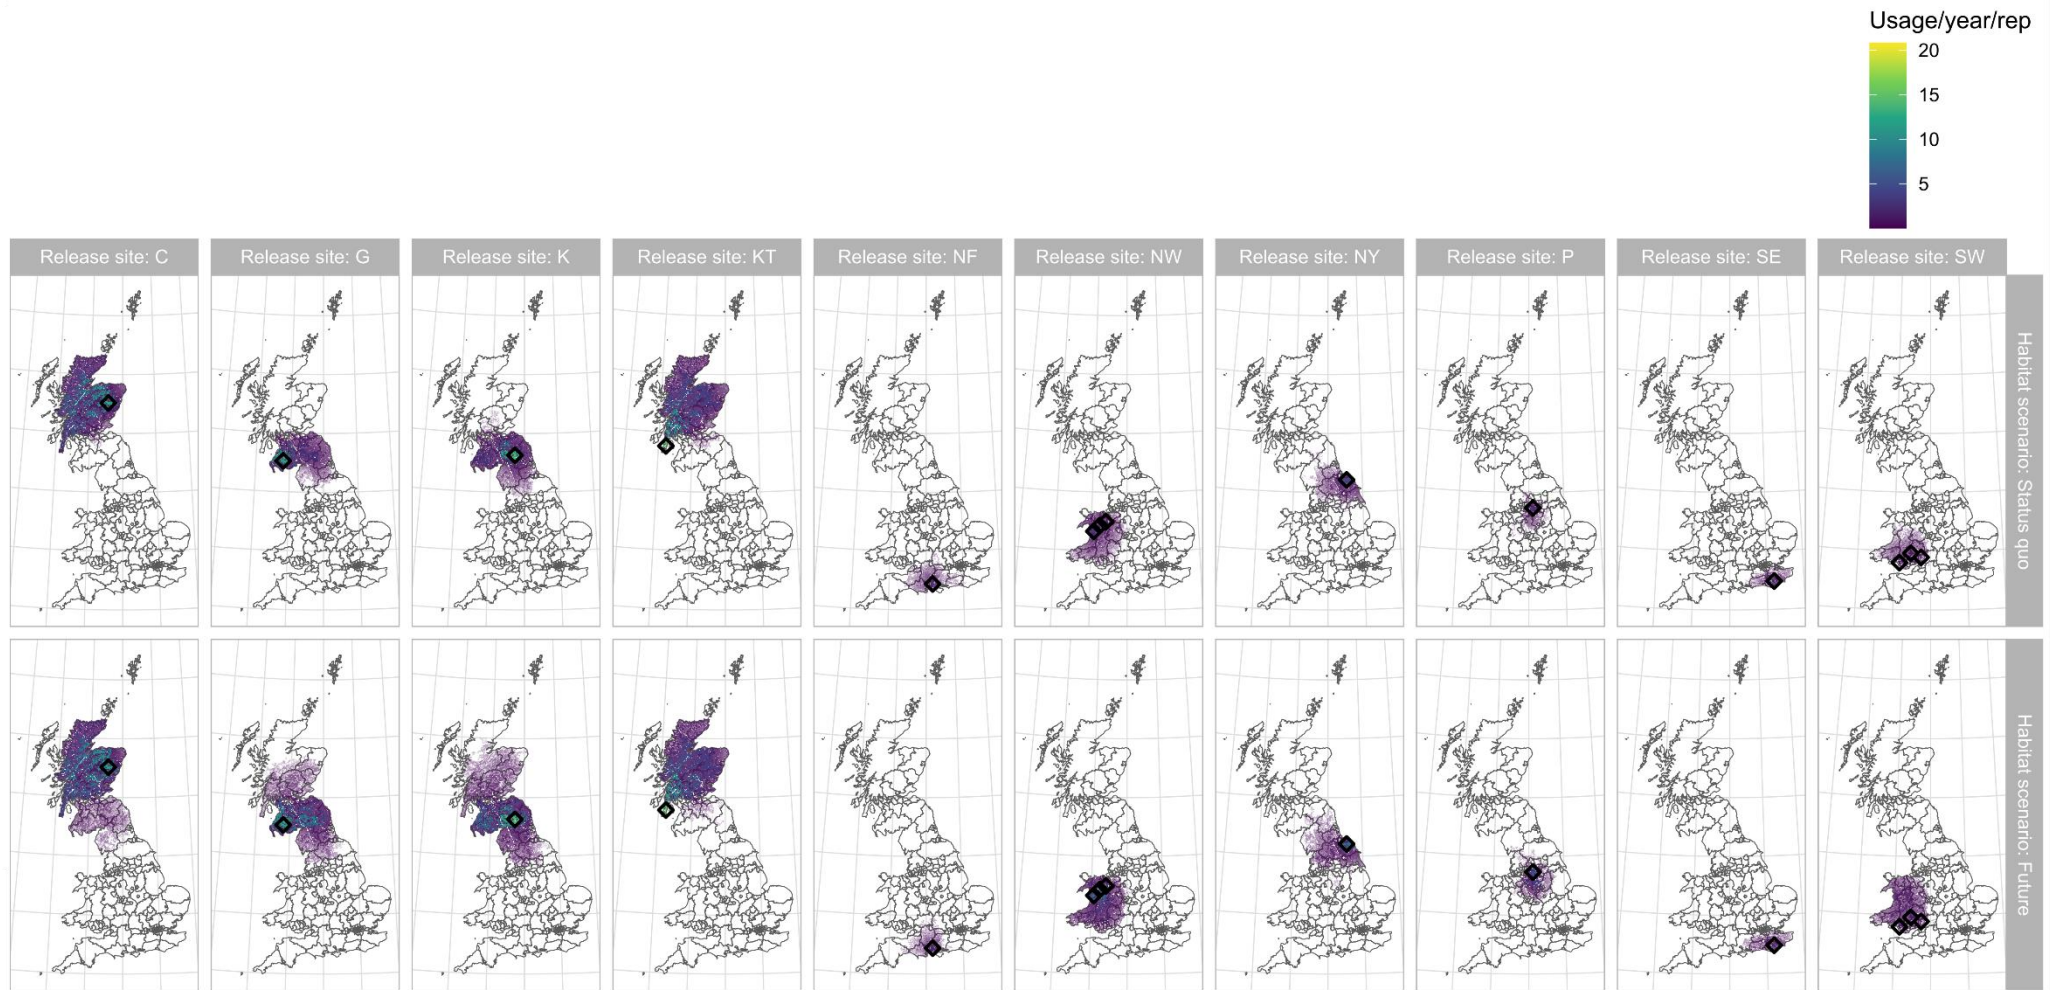 Usage/year/rep
20
15
10
5
Release site: C
Release site: G
Release site: K
Release site: KT
Release site: NF
Release site: NW
Release site: NY
Release site: P
Release site: SE
Release site: SW
Habitat scenario: Status quo
Habitat scenario: Future